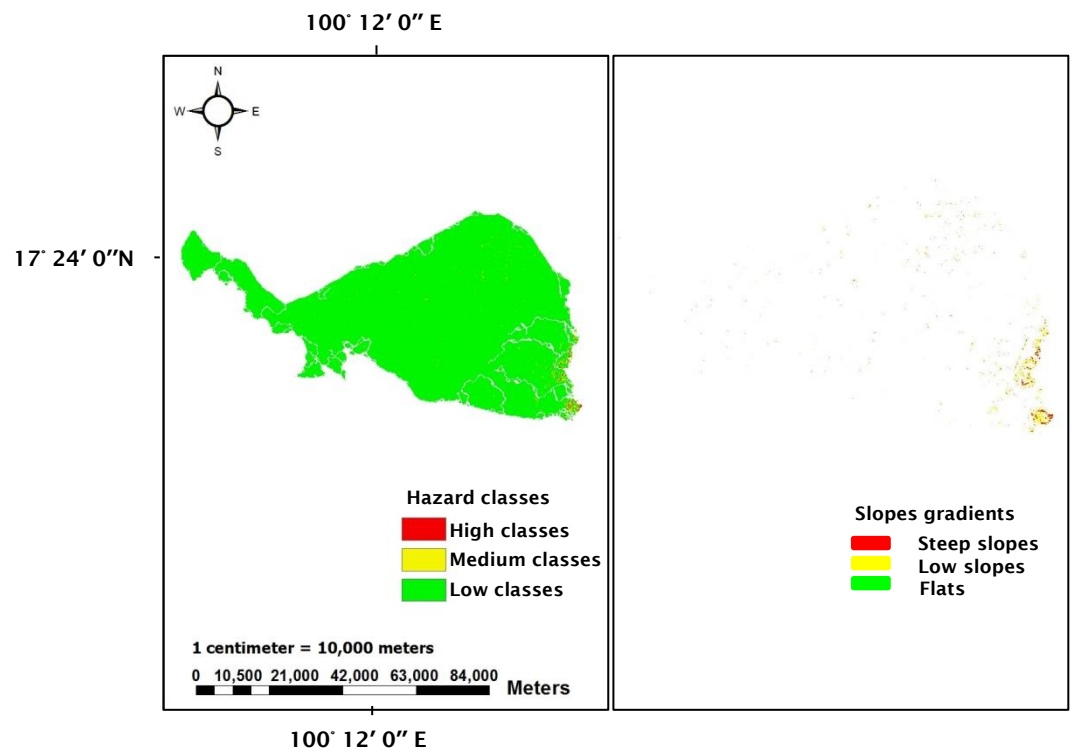 100° 12′ 0″ E
N
W E
S
17° 24′ 0″N
Hazard classes
High classes
Medium classes
Low classes
Slopes gradients
Steep slopes
Low slopes
Flats
1 centimeter = 10,000 meters
0 10,500 21,000 42,000 63,000 84,000
Meters
100° 12′ 0″ E